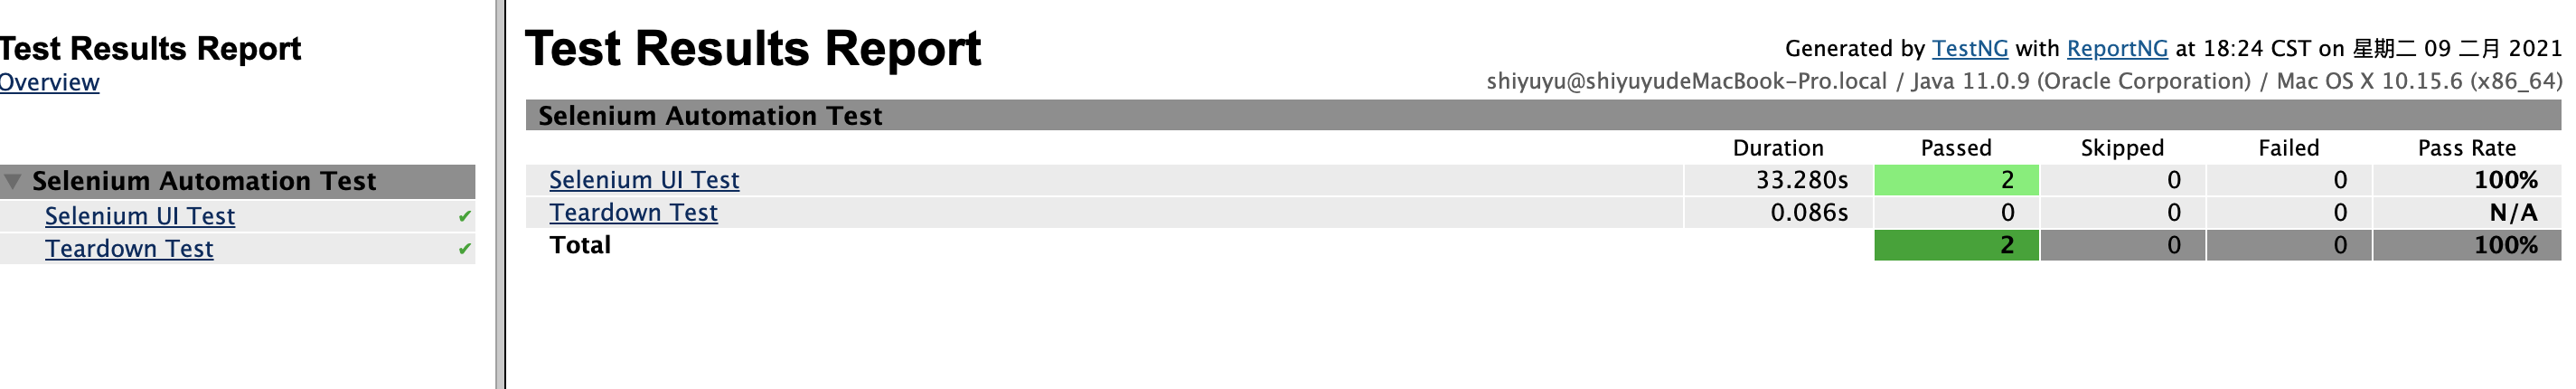 Test Results Report
Overview
Selenium Automation Test
Selenium UI Test ✔
Teardown Test ✔
Test Results Report
Generated by TestNG with ReportNG at 18:24 CST on 星期二 09 二月 2021
shiyuyu@shiyuyudeMacBook-Pro.local / Java 11.0.9 (Oracle Corporation) / Mac OS X 10.15.6 (x86_64)
Selenium Automation Test
Duration Passed Skipped Failed Pass Rate
Selenium UI Test 33.280s 2 0 0 100%
Teardown Test 0.086s 0 0 0 N/A
Total 2 0 0 100%